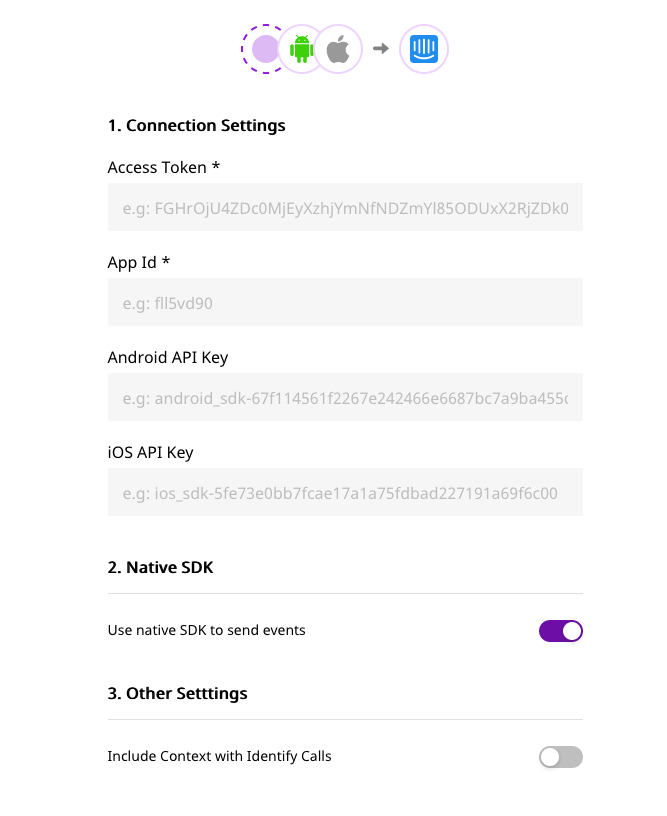 1. Connection Settings
Access Token *
e.g: FGHrOjU4ZDc0MjEyXzhjYmNfNDZmYl85ODUxX2RjZDk0
App Id *
e.g: fll5vd90
Android API Key
e.g: android_sdk-67f114561f2267e242466e6687bc7a9ba455c
iOS API Key
e.g: ios_sdk-5fe73e0bb7fcae17a1a75fdbad227191a69f6c00
2. Native SDK
Use native SDK to send events
3. Other Setttings
Include Context with Identify Calls